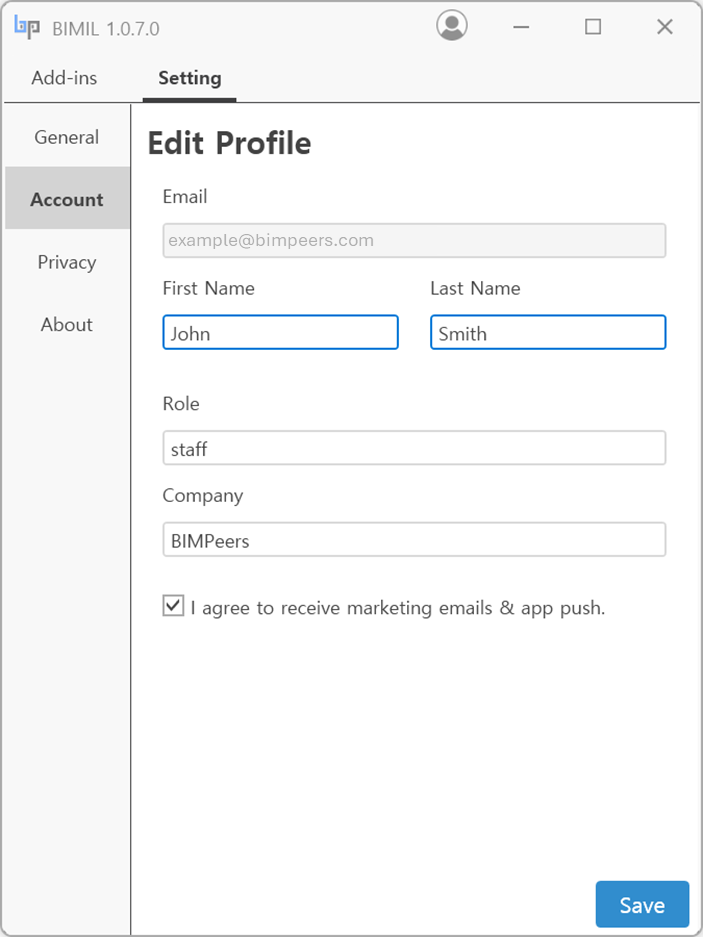 bp BIMIL 1.0.7.0
Add-ins Setting
General
Account
Privacy
About
Edit Profile
Email
example@bimpeers.com
First Name Last Name
John Smith
Role
staff
Company
BIMPeers
I agree to receive marketing emails & app push.
Save